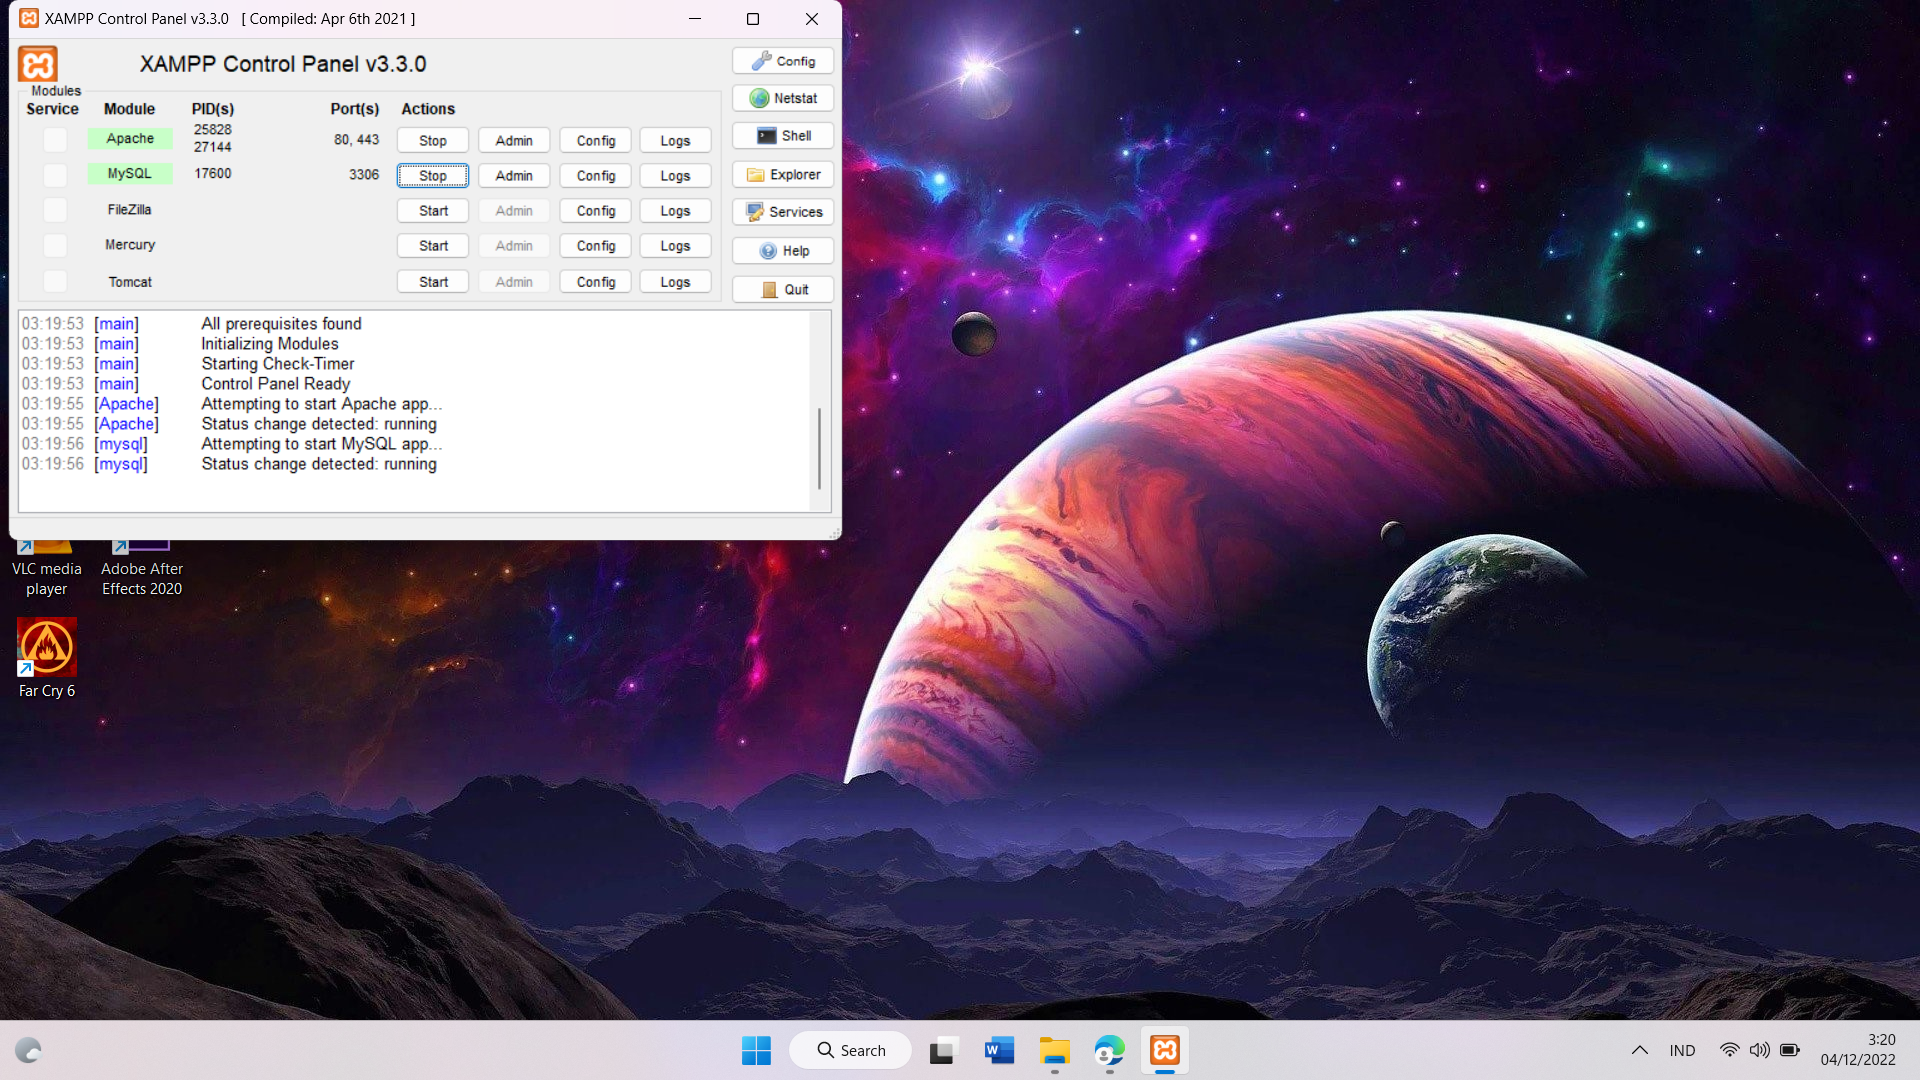 XAMPP Control Panel v3.3.0 [ Compiled: Apr 6th 2021 ]
XAMPP Control Panel v3.3.0
Config
Modules
Service Module PID(s) Port(s) Actions
Netstat
Apache 25828 27144 80, 443 Stop Admin Config Logs
Shell
MySQL 17600 3306 Stop Admin Config Logs
Explorer
FileZilla Start Admin Config Logs
Services
Mercury Start Admin Config Logs
Help
Tomcat Start Admin Config Logs
Quit
03:19:53 [main] All prerequisites found
03:19:53 [main] Initializing Modules
03:19:53 [main] Starting Check-Timer
03:19:53 [main] Control Panel Ready
03:19:55 [Apache] Attempting to start Apache app...
03:19:55 [Apache] Status change detected: running
03:19:56 [mysql] Attempting to start MySQL app...
03:19:56 [mysql] Status change detected: running
VLC media player
Adobe After Effects 2020
Far Cry 6
Search
W
IND
3:20
04/12/2022